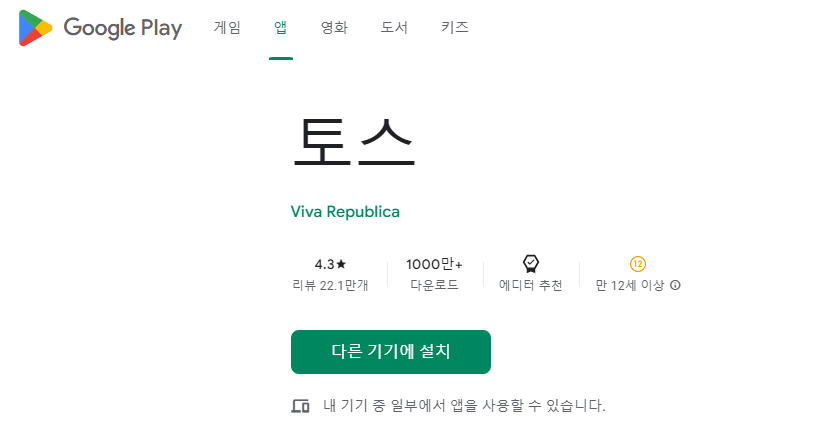 Google Play 게임 앱 영화 도서 키즈
토스
Viva Republica
4.3★ 1000만+ 12
리뷰 22.1만개 다운로드 에디터 추천 만 12세 이상
다른 기기에 설치
내 기기 중 일부에서 앱을 사용할 수 있습니다.